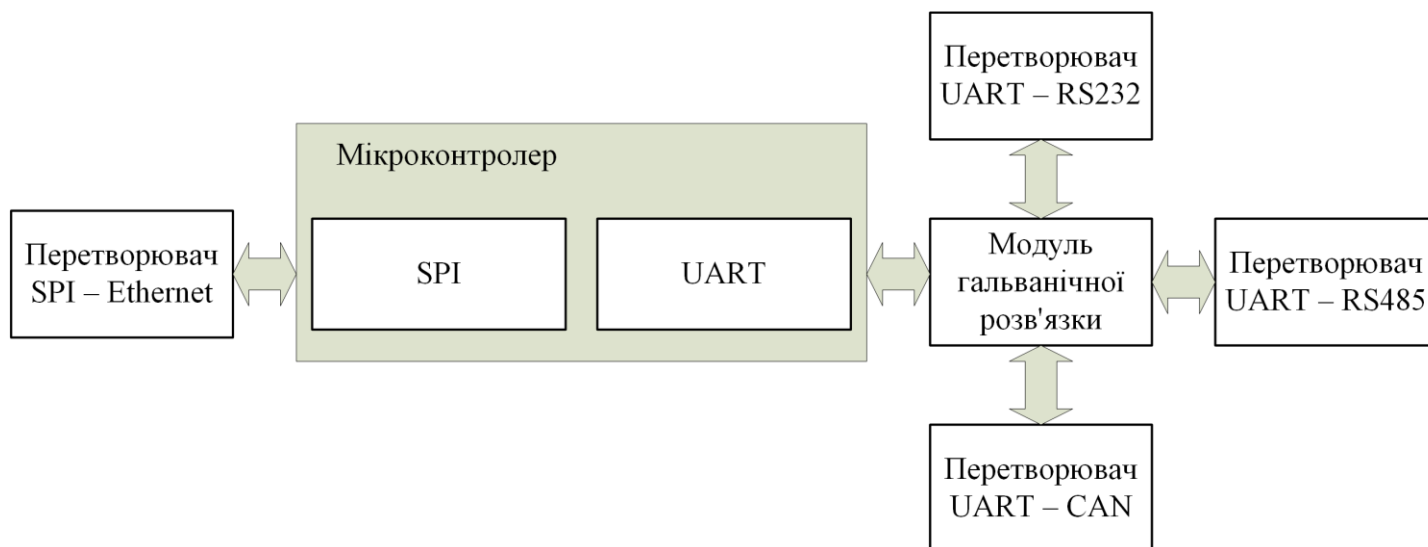 Перетворювач
UART – RS232
Мікроконтролер
Перетворювач
SPI – Ethernet
SPI
UART
Модуль
гальванічної
розв'язки
Перетворювач
UART – RS485
Перетворювач
UART – CAN